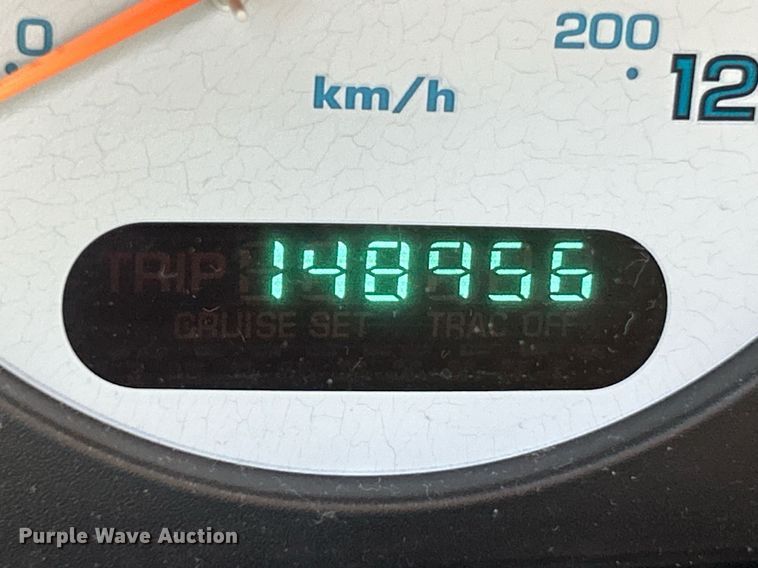 0 200
km/h 12
TRIP 148956
CRUISE SET TRAC OFF
Purple Wave Auction